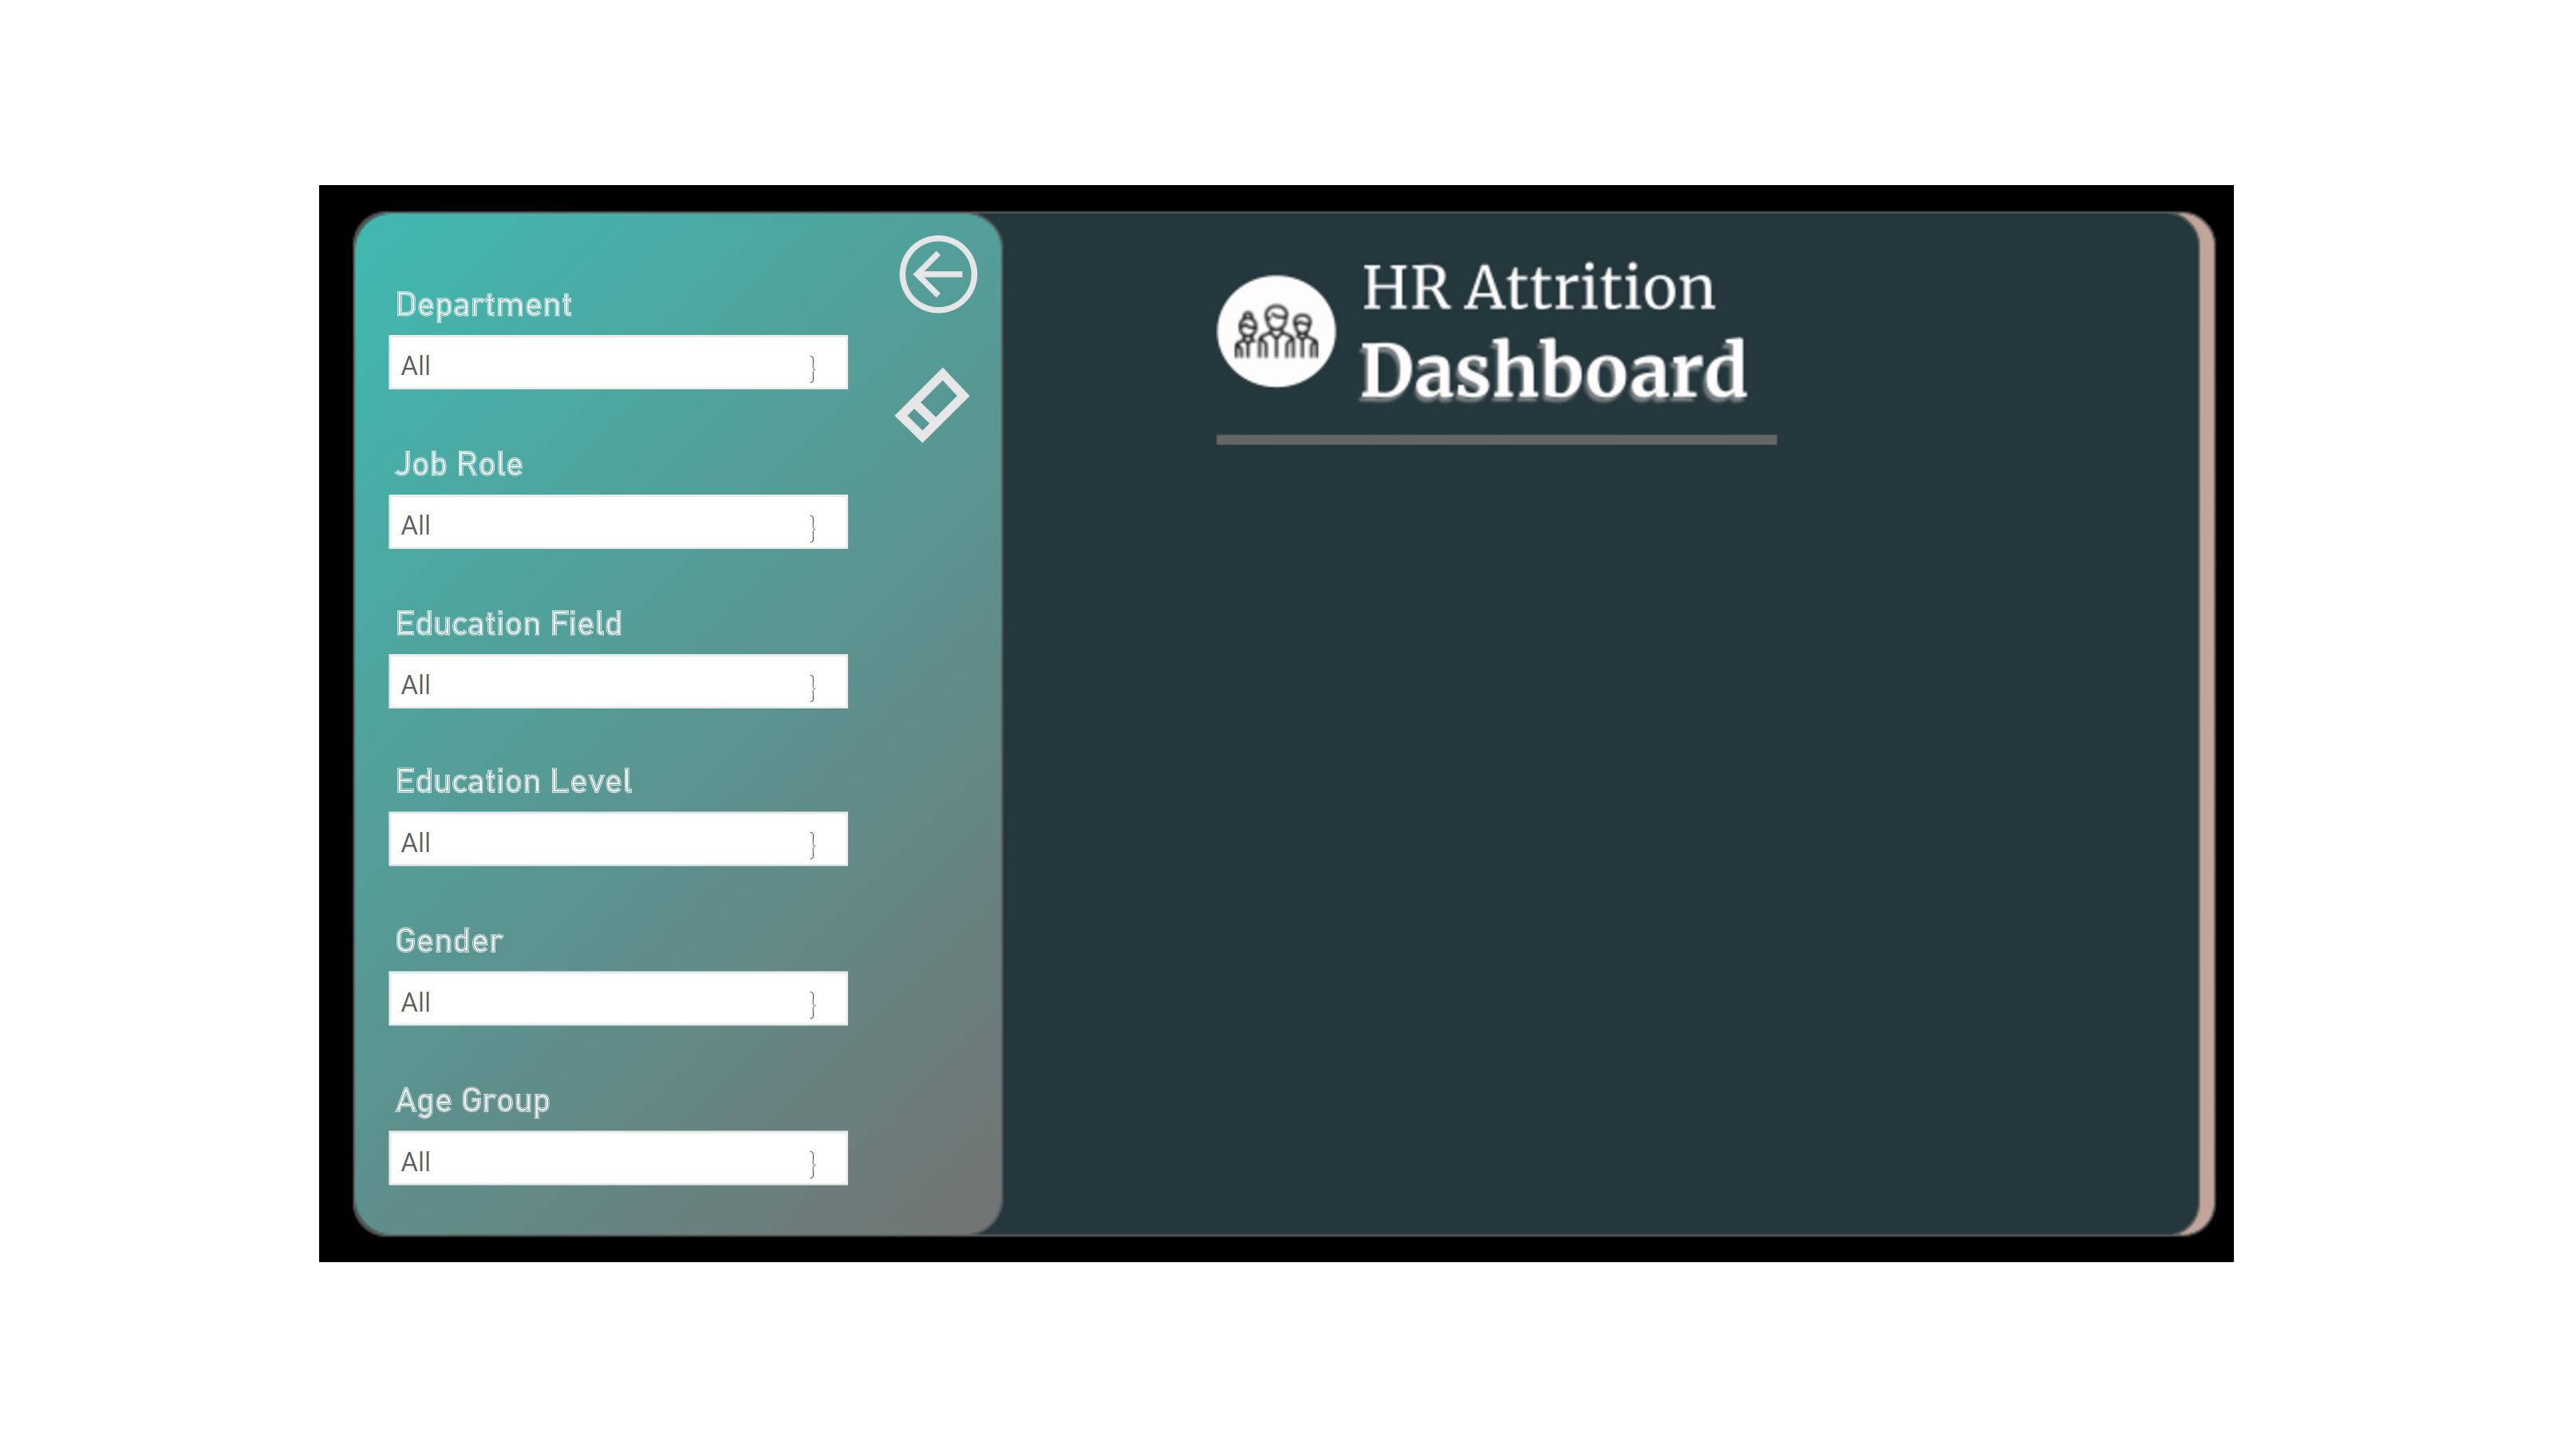 Department
All
Job Role
All
Education Field
All
Education Level
All
Gender
All
Age Group
All
HR Attrition
Dashboard